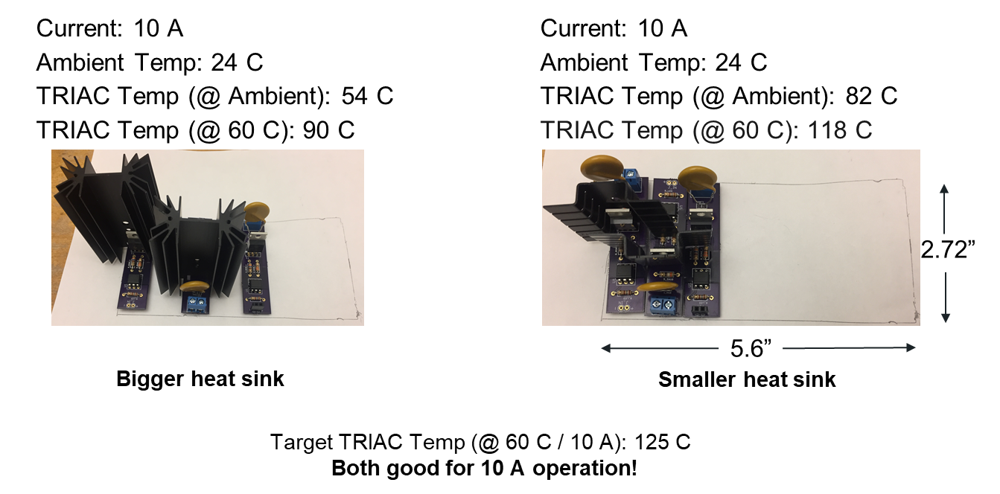 Current: 10 A
Ambient Temp: 24 C
TRIAC Temp (@ Ambient): 54 C
TRIAC Temp (@ 60 C): 90 C
Current: 10 A
Ambient Temp: 24 C
TRIAC Temp (@ Ambient): 82 C
TRIAC Temp (@ 60 C): 118 C
2.72”
5.6”
Bigger heat sink
Smaller heat sink
Target TRIAC Temp (@ 60 C / 10 A): 125 C
Both good for 10 A operation!